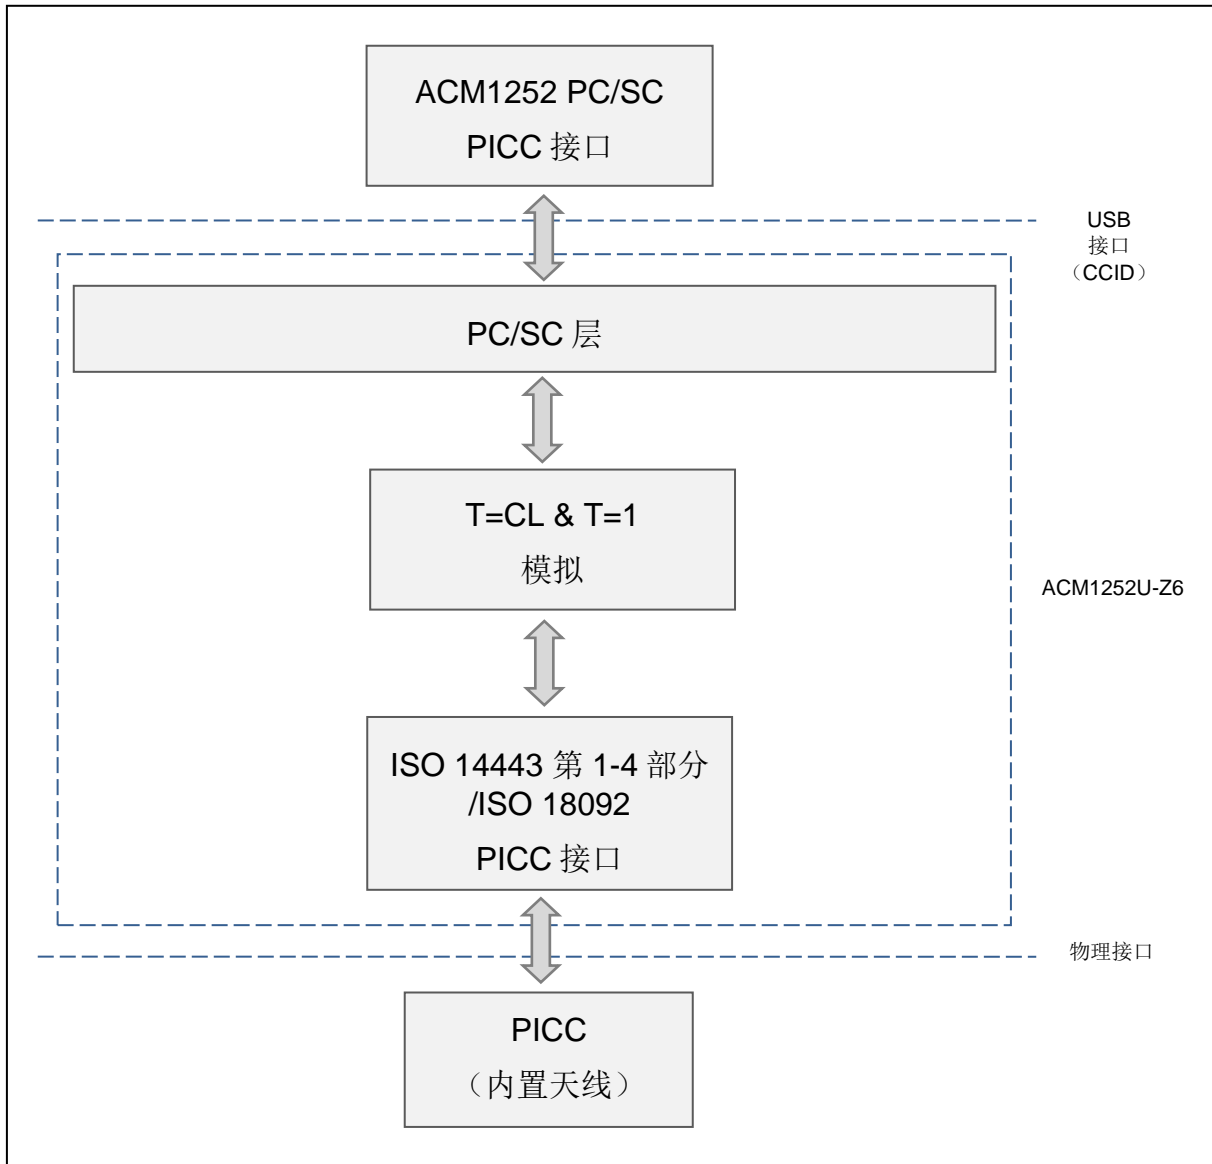 ACM1252 PC/SC
PICC 接口
USB
接口
（CCID）
PC/SC 层
T=CL & T=1
模拟
ACM1252U-Z6
ISO 14443 第 1-4 部分
/ISO 18092
PICC 接口
物理接口
PICC
（内置天线）